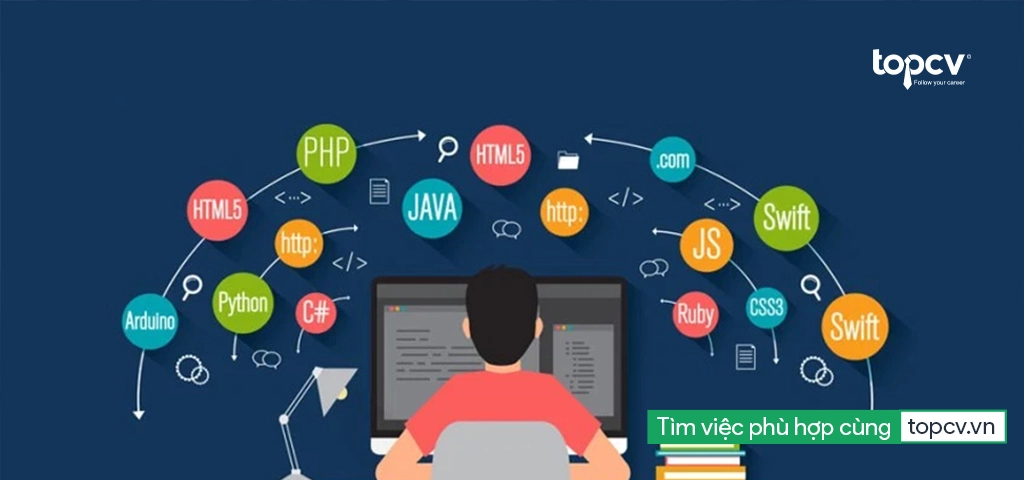 topcv
Follow your career
PHP
HTML5
.com
HTML5
<...>
JAVA
http:
</>
<...>
Swift
http:
</>
JS
Arduino
Python
C#
Ruby
CSS3
Swift
Tìm việc phù hợp cùng topcv.vn